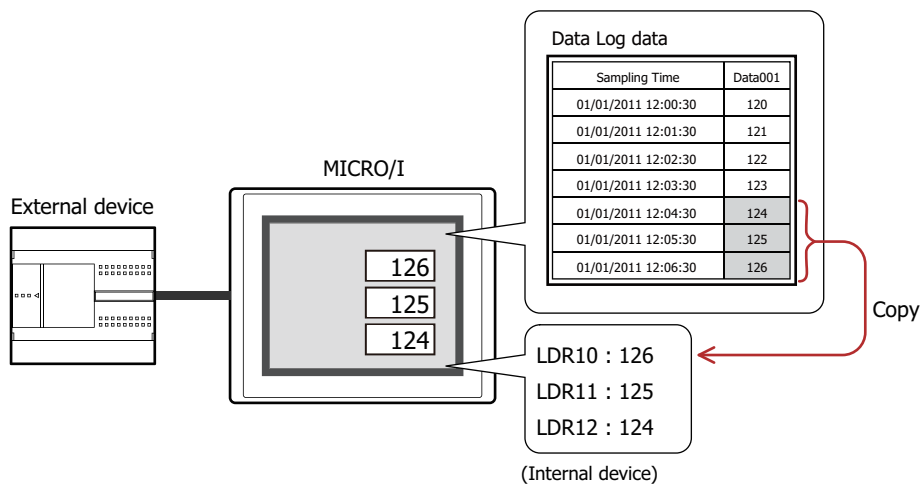 Data Log data
Sampling Time Data001
01/01/2011 12:00:30 120
01/01/2011 12:01:30 121
01/01/2011 12:02:30 122
01/01/2011 12:03:30 123
01/01/2011 12:04:30 124
01/01/2011 12:05:30 125
01/01/2011 12:06:30 126
MICRO/I
External device
126
125
124
Copy
LDR10 : 126
LDR11 : 125
LDR12 : 124
(Internal device)